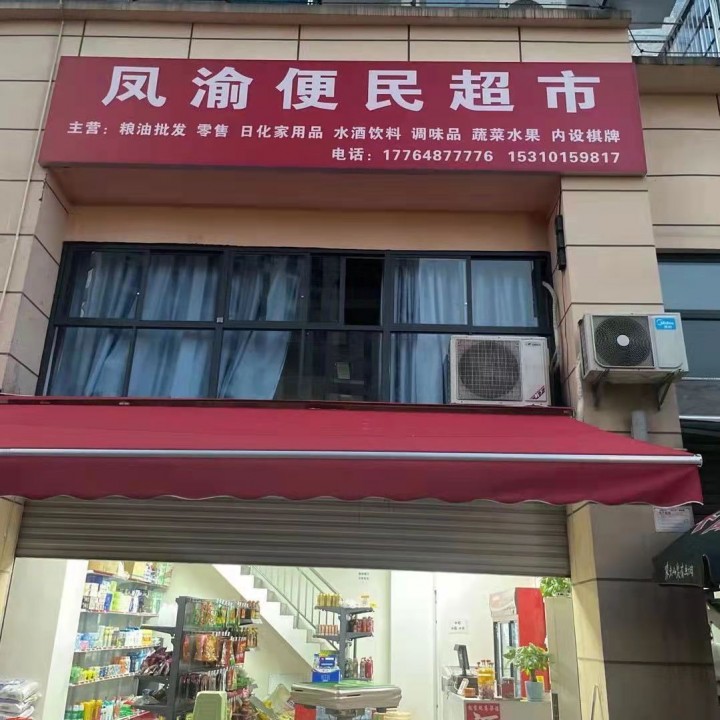 凤渝便民超市
主营：粮油批发 零售 日化家用品 水酒饮料 调味品 蔬菜水果 内设棋牌
电话：17764877776 15310159817
Midea